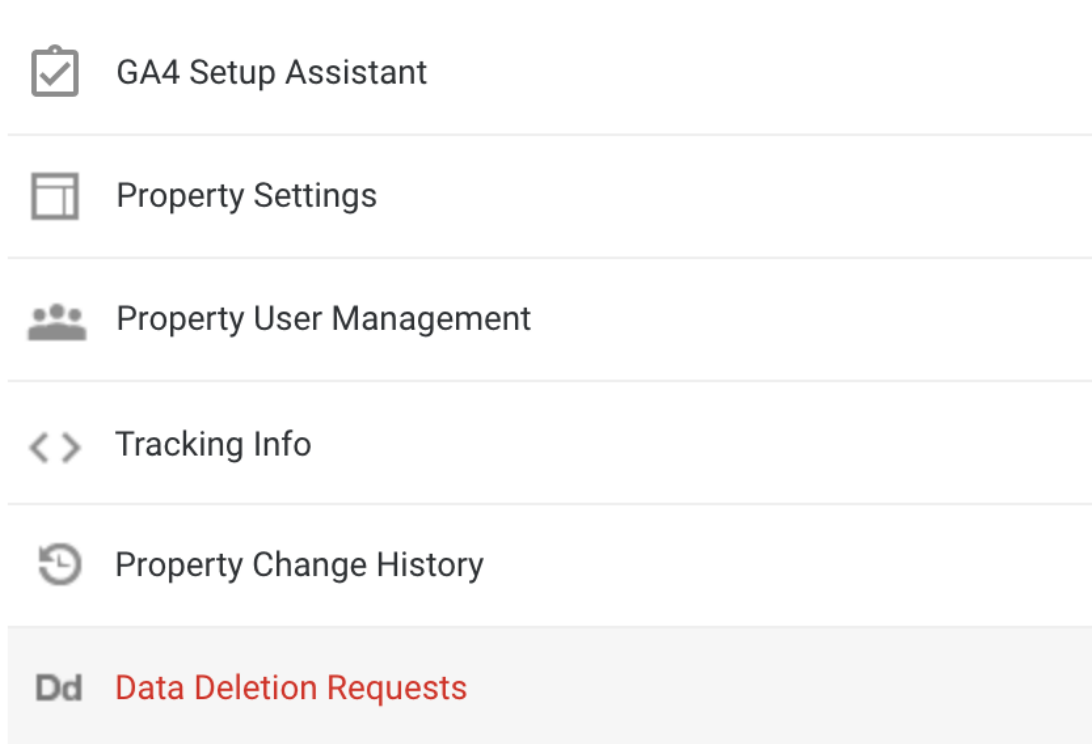 GA4 Setup Assistant
Property Settings
Property User Management
Tracking Info
Property Change History
Dd Data Deletion Requests